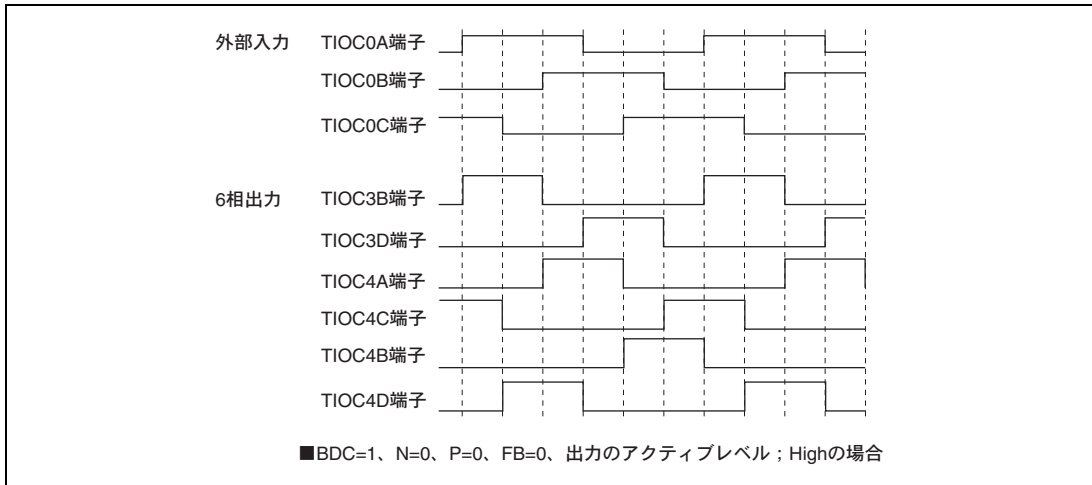 外部入力 TIOC0A端子
TIOC0B端子
TIOC0C端子
6相出力 TIOC3B端子
TIOC3D端子
TIOC4A端子
TIOC4C端子
TIOC4B端子
TIOC4D端子
■BDC=1、N=0、P=0、FB=0、出力のアクティブレベル；Highの場合